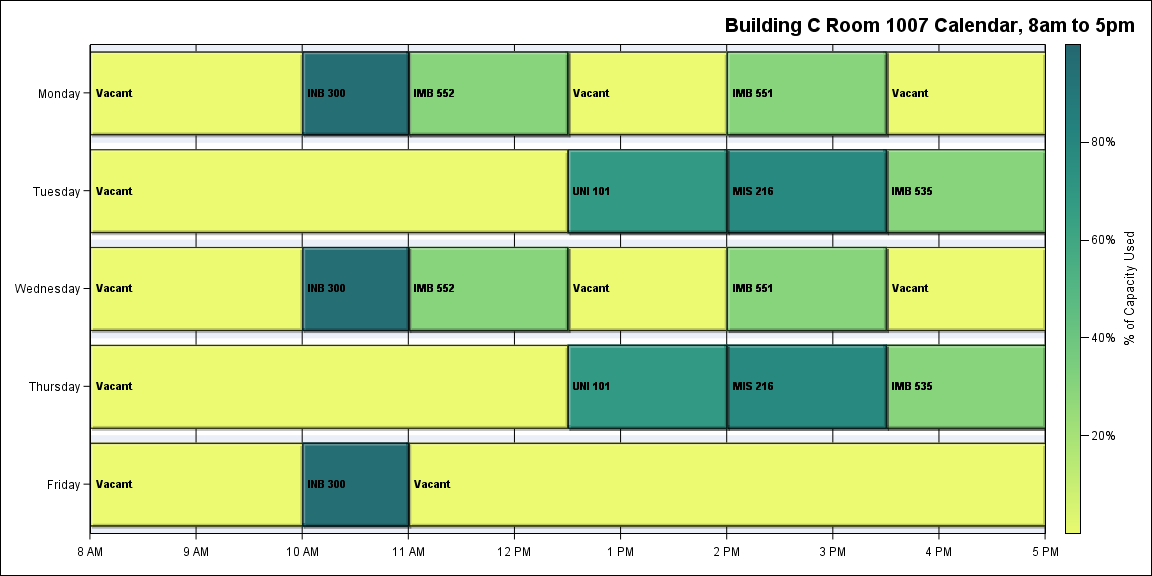 Building C Room 1007 Calendar, 8am to 5pm
Monday Vacant INB 300 IMB 552 Vacant IMB 551 Vacant
80%
Tuesday Vacant UNI 101 MIS 216 IMB 535
60%
% of Capacity Used
Wednesday Vacant INB 300 IMB 552 Vacant IMB 551 Vacant
40%
Thursday Vacant UNI 101 MIS 216 IMB 535
20%
Friday Vacant INB 300 Vacant
8 AM 9 AM 10 AM 11 AM 12 PM 1 PM 2 PM 3 PM 4 PM 5 PM